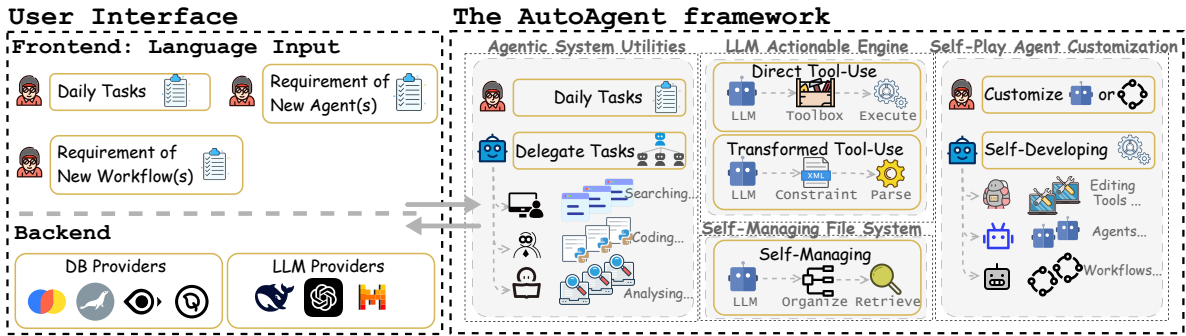 User Interface
Frontend: Language Input
Daily Tasks
Requirement of
New Agent(s)
Requirement of
New Workflow(s)
Backend
DB Providers
LLM Providers
The AutoAgent framework
Agentic System Utilities
Daily Tasks
Delegate Tasks
Searching...
Coding...
Analysing...
LLM Actionable Engine
Direct Tool-Use
LLM
Toolbox
Execute
Transformed Tool-Use
XML
LLM
Constraint
Parse
Self-Managing File System
Self-Managing
LLM
Organize
Retrieve
Self-Play Agent Customization
Customize or
Self-Developing
Editing
Tools ...
Agents...
Workflows...